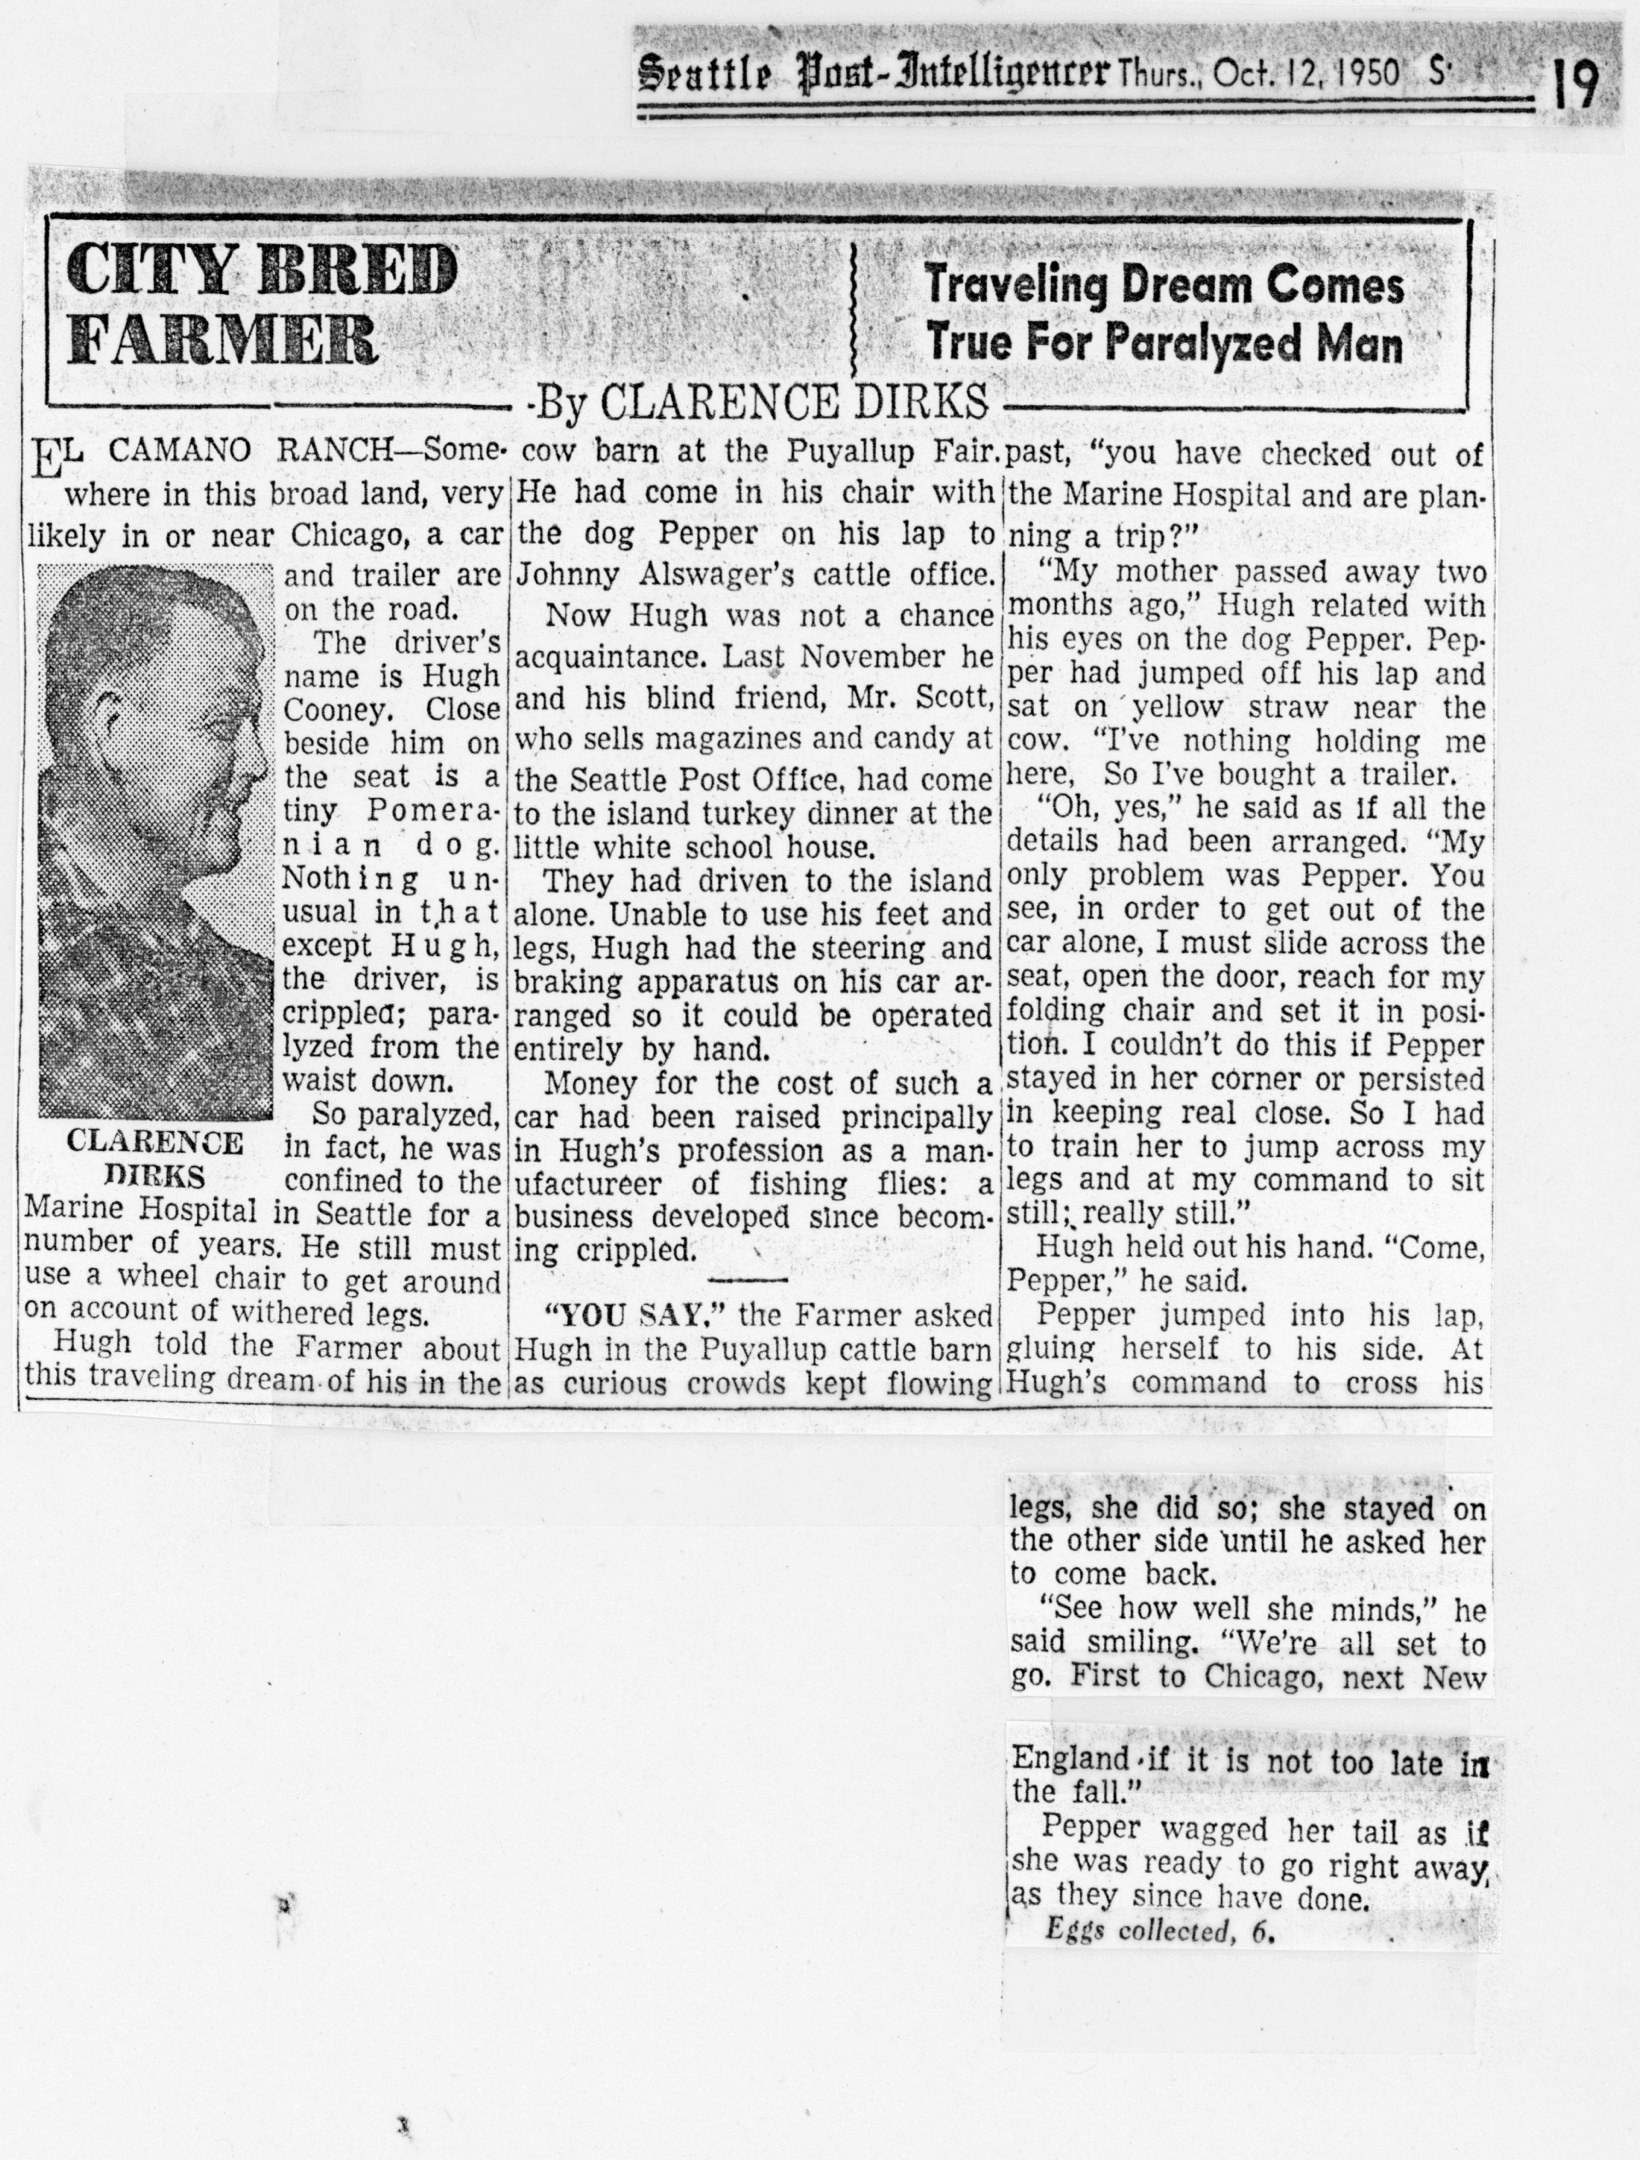 Seattle Post-Intelligencer Thurs., Oct. 12, 1950 S· 19
CITY BRED
FARMER
Traveling Dream Comes
True For Paralyzed Man
-By CLARENCE DIRKS
EL CAMANO RANCH—Some-
where in this broad land, very
likely in or near Chicago, a car
and trailer are
on the road.
The driver's
name is Hugh
Cooney. Close
beside him on
the seat is a
tiny Pomera-
nian dog.
Nothing un-
usual in that
except Hugh,
the driver, is
crippled; para-
lyzed from the
waist down.
So paralyzed,
in fact, he was
confined to the
CLARENCE
DIRKS
Marine Hospital in Seattle for a
number of years. He still must
use a wheel chair to get around
on account of withered legs.
Hugh told the Farmer about
this traveling dream of his in the
cow barn at the Puyallup Fair.
He had come in his chair with
the dog Pepper on his lap to
Johnny Alswager's cattle office.
Now Hugh was not a chance
acquaintance. Last November he
and his blind friend, Mr. Scott,
who sells magazines and candy at
the Seattle Post Office, had come
to the island turkey dinner at the
little white school house.
They had driven to the island
alone. Unable to use his feet and
legs, Hugh had the steering and
braking apparatus on his car ar-
ranged so it could be operated
entirely by hand.
Money for the cost of such a
car had been raised principally
in Hugh's profession as a man-
ufactureer of fishing flies: a
business developed since becom-
ing crippled.
"YOU SAY," the Farmer asked
Hugh in the Puyallup cattle barn
as curious crowds kept flowing
past, "you have checked out of
the Marine Hospital and are plan-
ning a trip?"
"My mother passed away two
months ago," Hugh related with
his eyes on the dog Pepper. Pep-
per had jumped off his lap and
sat on yellow straw near the
cow. "I've nothing holding me
here, So I've bought a trailer.
"Oh, yes," he said as if all the
details had been arranged. "My
only problem was Pepper. You
see, in order to get out of the
car alone, I must slide across the
seat, open the door, reach for my
folding chair and set it in posi-
tion. I couldn't do this if Pepper
stayed in her corner or persisted
in keeping real close. So I had
to train her to jump across my
legs and at my command to sit
still; really still."
Hugh held out his hand. "Come,
Pepper," he said.
Pepper jumped into his lap,
gluing herself to his side. At
Hugh's command to cross his
legs, she did so; she stayed on
the other side until he asked her
to come back.
"See how well she minds," he
said smiling. "We're all set to
go. First to Chicago, next New
England if it is not too late in
the fall."
Pepper wagged her tail as if
she was ready to go right away,
as they since have done.
Eggs collected, 6.